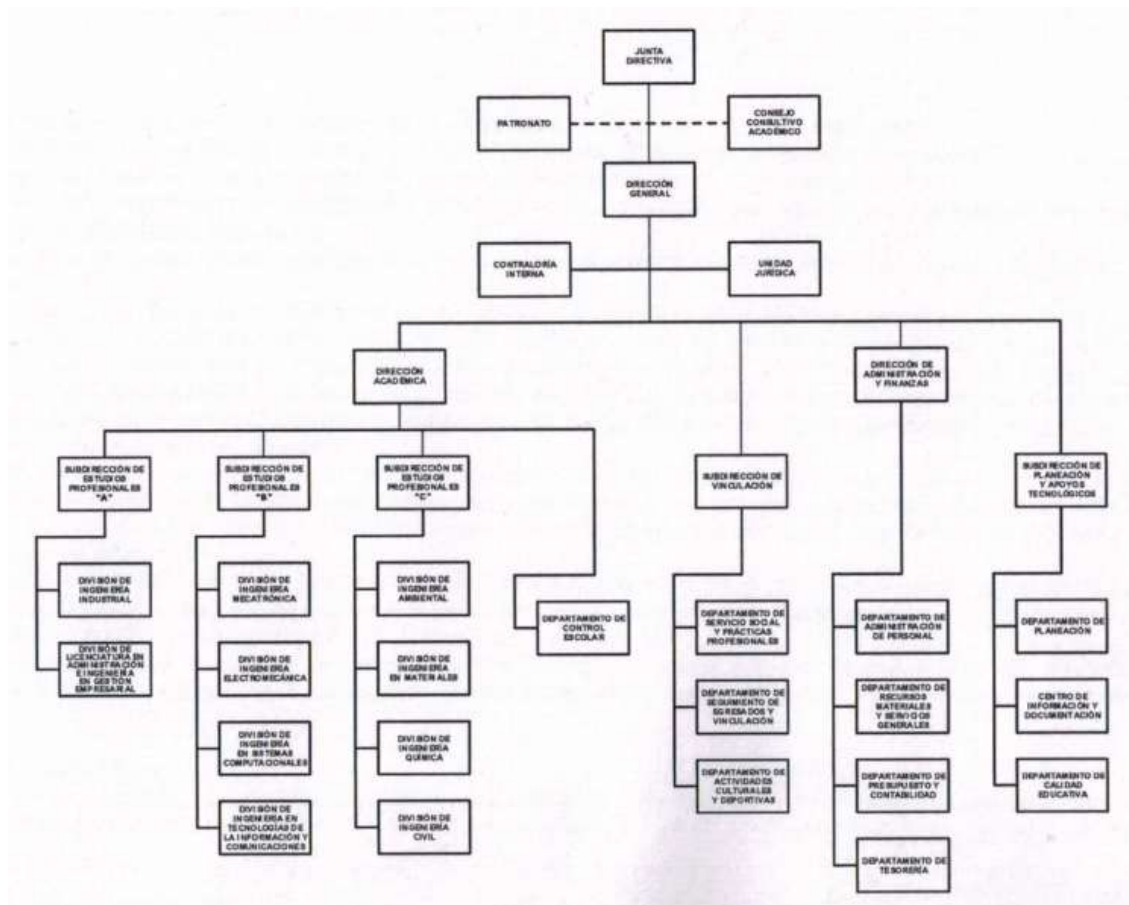 JUNTA
DIRECTIVA
PATRONATO
CONSEJO
CONSULTIVO
ACADÉMICO
DIRECCIÓN
GENERAL
CONTRALORÍA
INTERNA
UNIDAD
JURÍDICA
DIRECCIÓN
ACADÉMICA
DIRECCIÓN DE
ADMINISTRACIÓN
Y FINANZAS
SUBDIRECCIÓN DE
ESTUDIOS
PROFESIONALES
"A"
SUBDIRECCIÓN DE
ESTUDIOS
PROFESIONALES
"B"
SUBDIRECCIÓN DE
ESTUDIOS
PROFESIONALES
"C"
SUBDIRECCIÓN DE
VINCULACIÓN
SUBDIRECCIÓN DE
PLANEACIÓN
Y APOYOS
TECNOLÓGICOS
DIVISIÓN DE
INGENIERÍA
INDUSTRIAL
DIVISIÓN DE
LICENCIATURA EN
ADMINISTRACIÓN
E INGENIERÍA
EN GESTIÓN
EMPRESARIAL
DIVISIÓN DE
INGENIERÍA
MECATRÓNICA
DIVISIÓN DE
INGENIERÍA
ELECTROMECÁNICA
DIVISIÓN DE
INGENIERÍA
EN SISTEMAS
COMPUTACIONALES
DIVISIÓN DE
INGENIERÍA EN
TECNOLOGÍAS DE
LA INFORMACIÓN Y
COMUNICACIONES
DIVISIÓN DE
INGENIERÍA
AMBIENTAL
DIVISIÓN DE
INGENIERÍA
EN MATERIALES
DIVISIÓN DE
INGENIERÍA
QUÍMICA
DIVISIÓN DE
INGENIERÍA
CIVIL
DEPARTAMENTO
DE CONTROL
ESCOLAR
DEPARTAMENTO DE
SERVICIO SOCIAL
Y PRÁCTICAS
PROFESIONALES
DEPARTAMENTO DE
SEGUIMIENTO DE
EGRESADOS Y
VINCULACIÓN
DEPARTAMENTO DE
ACTIVIDADES
CULTURALES
Y DEPORTIVAS
DEPARTAMENTO DE
ADMINISTRACIÓN
DE PERSONAL
DEPARTAMENTO DE
RECURSOS
MATERIALES
Y SERVICIOS
GENERALES
DEPARTAMENTO DE
PRESUPUESTO Y
CONTABILIDAD
DEPARTAMENTO DE
TESORERÍA
DEPARTAMENTO DE
PLANEACIÓN
CENTRO DE
INFORMACIÓN Y
DOCUMENTACIÓN
DEPARTAMENTO DE
CALIDAD
EDUCATIVA